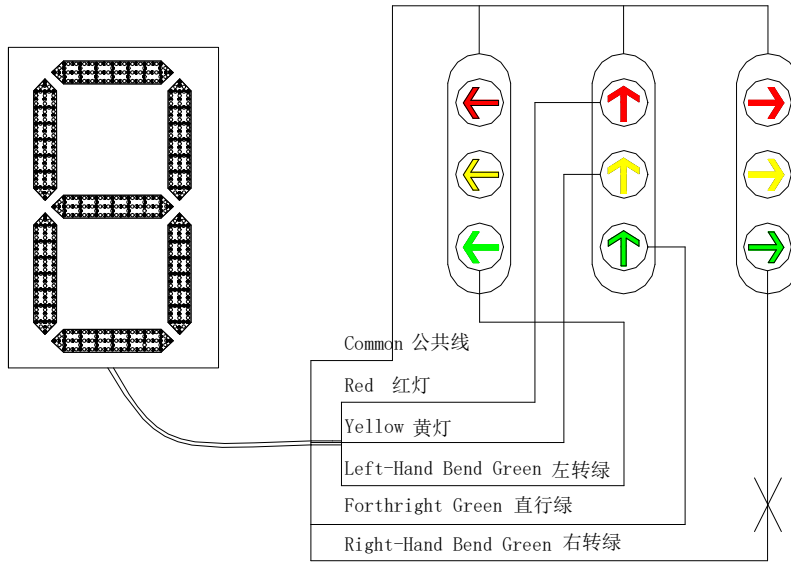 Common 公共线
Red 红灯
Yellow 黄灯
Left-Hand Bend Green 左转绿
Forthright Green 直行绿
Right-Hand Bend Green 右转绿